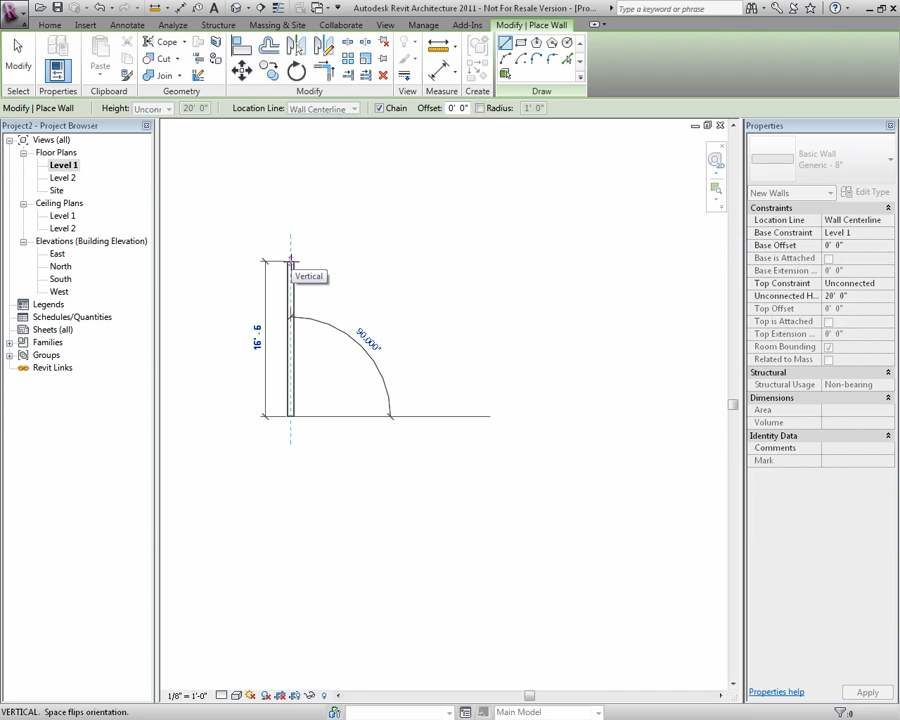 Autodesk Revit Architecture 2011 - Not For Resale Version - [Pro...
Type a keyword or phrase
Home Insert Annotate Analyze Structure Massing & Site Collaborate View Manage Add-Ins Modify | Place Wall
Modify Paste Cope Cut Join
Select Properties Clipboard Geometry Modify View Measure Create Draw
Modify | Place Wall Height: Unconn 20' 0" Location Line: Wall Centerline Chain Offset: 0' 0" Radius: 1' 0"
Project2 - Project Browser
Views (all)
Floor Plans
Level 1
Level 2
Site
Ceiling Plans
Level 1
Level 2
Elevations (Building Elevation)
East
North
South
West
Legends
Schedules/Quantities
Sheets (all)
Families
Groups
Revit Links
Vertical
16' - 6
90.000°
2D
Properties
Basic Wall
Generic - 8"
New Walls Edit Type
Constraints
Location Line Wall Centerline
Base Constraint Level 1
Base Offset 0' 0"
Base is Attached
Base Extension ...
Top Constraint Unconnected
Unconnected H... 20' 0"
Top Offset 0' 0"
Top is Attached
Top Extension ... 0' 0"
Room Bounding
Related to Mass
Structural
Structural Usage Non-bearing
Dimensions
Area
Volume
Identity Data
Comments
Mark
Properties help Apply
1/8" = 1'-0"
VERTICAL. Space flips orientation. Main Model :0